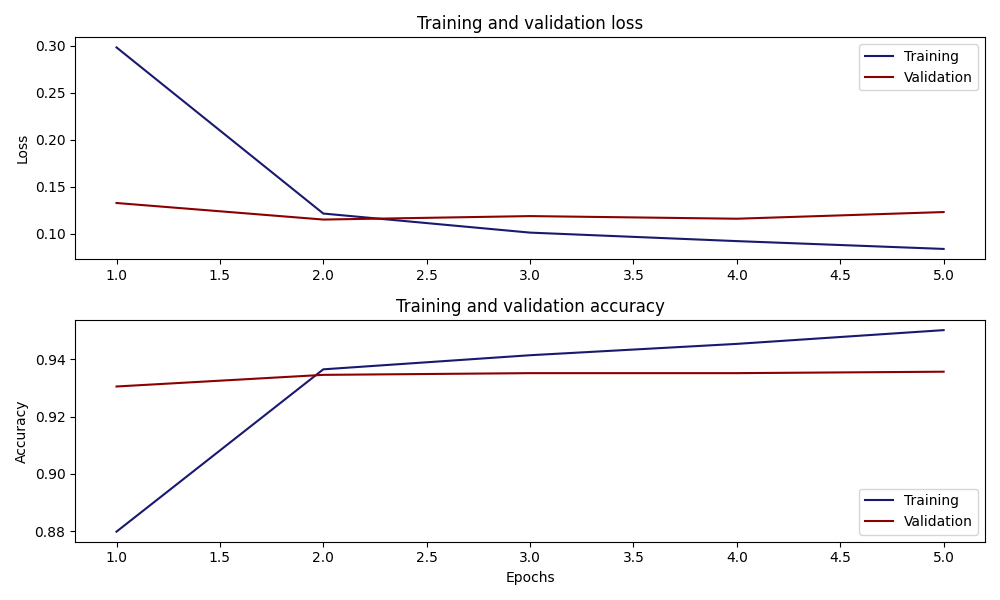 Training and validation loss
Loss
0.30
0.25
0.20
0.15
0.10
Training
Validation
1.0 1.5 2.0 2.5 3.0 3.5 4.0 4.5 5.0
Training and validation accuracy
Accuracy
0.94
0.92
0.90
0.88
Training
Validation
1.0 1.5 2.0 2.5 3.0 3.5 4.0 4.5 5.0
Epochs